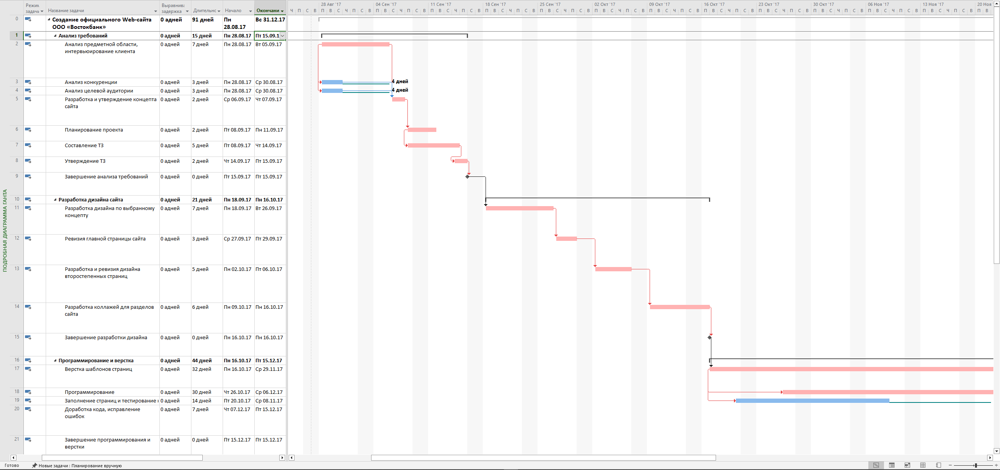 Режим задачи
Название задачи
Выравнива задержка
Длительнс
Начало
Окончани
28 Авг '17 04 Сен '17 11 Сен '17 18 Сен '17 25 Сен '17 02 Окт '17 09 Окт '17 16 Окт '17 23 Окт '17 30 Окт '17 06 Ноя '17 13 Ноя '17 20 Ноя '
Ч П С В П В С Ч П С В П В С Ч П С В П В С Ч П С В П В С Ч П С В П В С Ч П С В П В С Ч П С В П В С Ч П С В П В С Ч П С В П В С Ч П С В П В С Ч П С В П В С Ч П С В П В С Ч П С В П В
0 Создание официального Web-сайта ООО «Востокбанк» 0 адней 91 дней Пн 28.08.17 Вс 31.12.17
1 Анализ требований 0 адней 15 дней Пн 28.08.17 Пт 15.09.1
2 Анализ предметной области, интервьюирование клиента 0 адней 7 дней Пн 28.08.17 Вт 05.09.17
3 Анализ конкуренции 0 адней 3 дней Пн 28.08.17 Ср 30.08.17 4 дней
4 Анализ целевой аудитории 0 адней 3 дней Пн 28.08.17 Ср 30.08.17 4 дней
5 Разработка и утверждение концепта сайта 0 адней 2 дней Ср 06.09.17 Чт 07.09.17
6 Планирование проекта 0 адней 2 дней Пт 08.09.17 Пн 11.09.17
7 Составление ТЗ 0 адней 5 дней Пт 08.09.17 Чт 14.09.17
8 Утверждение ТЗ 0 адней 2 дней Чт 14.09.17 Пт 15.09.17
9 Завершение анализа требований 0 адней 0 дней Пт 15.09.17 Пт 15.09.17
10 Разработка дизайна сайта 0 адней 21 дней Пн 18.09.17 Пн 16.10.17
11 Разработка дизайна по выбранному концепту 0 адней 7 дней Пн 18.09.17 Вт 26.09.17
12 Ревизия главной страницы сайта 0 адней 3 дней Ср 27.09.17 Пт 29.09.17
13 Разработка и ревизия дизайна второстепенных страниц 0 адней 5 дней Пн 02.10.17 Пт 06.10.17
14 Разработка коллажей для разделов сайта 0 адней 6 дней Пн 09.10.17 Пн 16.10.17
15 Завершение разработки дизайна 0 адней 0 дней Пн 16.10.17 Пн 16.10.17
16 Программирование и верстка 0 адней 44 дней Пн 16.10.17 Пт 15.12.17
17 Верстка шаблонов страниц 0 адней 32 дней Пн 16.10.17 Ср 29.11.17
18 Программирование 0 адней 30 дней Чт 26.10.17 Ср 06.12.17
19 Заполнение страниц и тестирование 0 адней 14 дней Пт 20.10.17 Ср 08.11.17
20 Доработка кода, исправление ошибок 0 адней 7 дней Чт 07.12.17 Пт 15.12.17
21 Завершение программирования и верстки 0 адней 0 дней Пт 15.12.17 Пт 15.12.17
ПОДРОБНАЯ ДИАГРАММА ГАНТА
Готово
Новые задачи : Планирование вручную